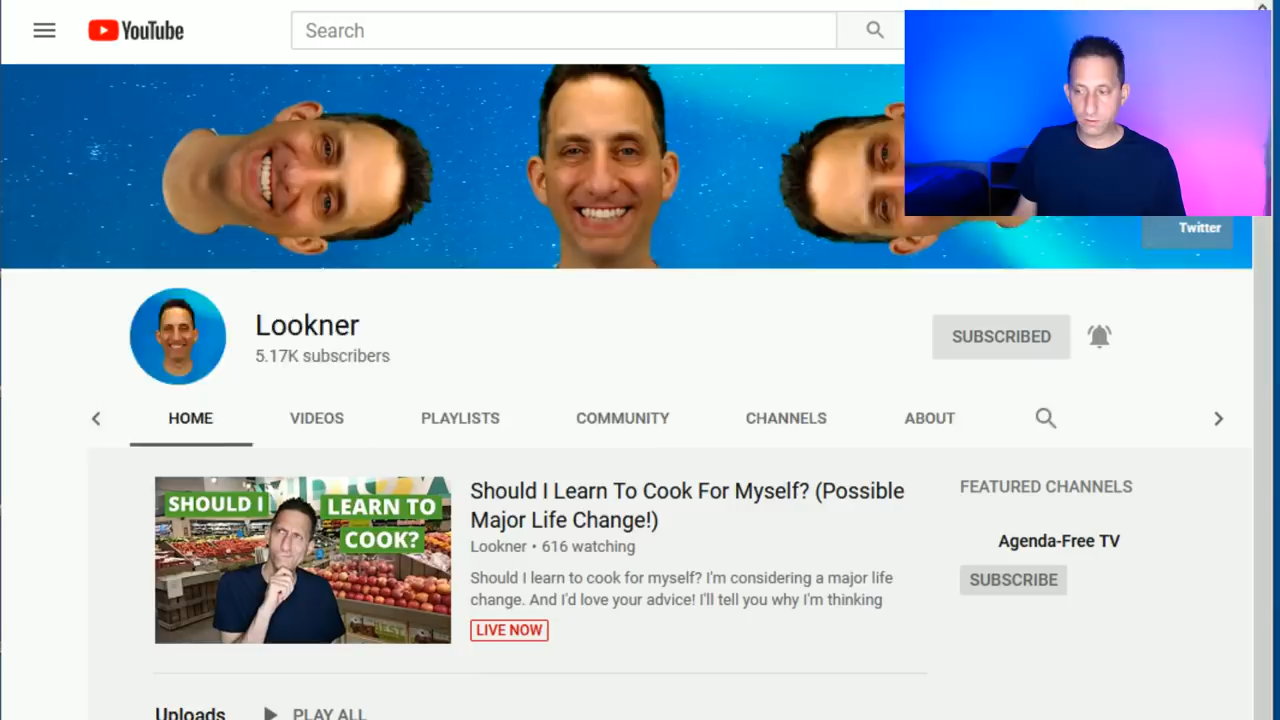 YouTube
Search
Twitter
Lookner
5.17K subscribers
SUBSCRIBED
HOME VIDEOS PLAYLISTS COMMUNITY CHANNELS ABOUT
SHOULD I LEARN TO
COOK?
Should I Learn To Cook For Myself? (Possible
Major Life Change!)
Lookner • 616 watching
Should I learn to cook for myself? I'm considering a major life
change. And I'd love your advice! I'll tell you why I'm thinking
LIVE NOW
FEATURED CHANNELS
Agenda-Free TV
SUBSCRIBE
Uploads PLAY ALL